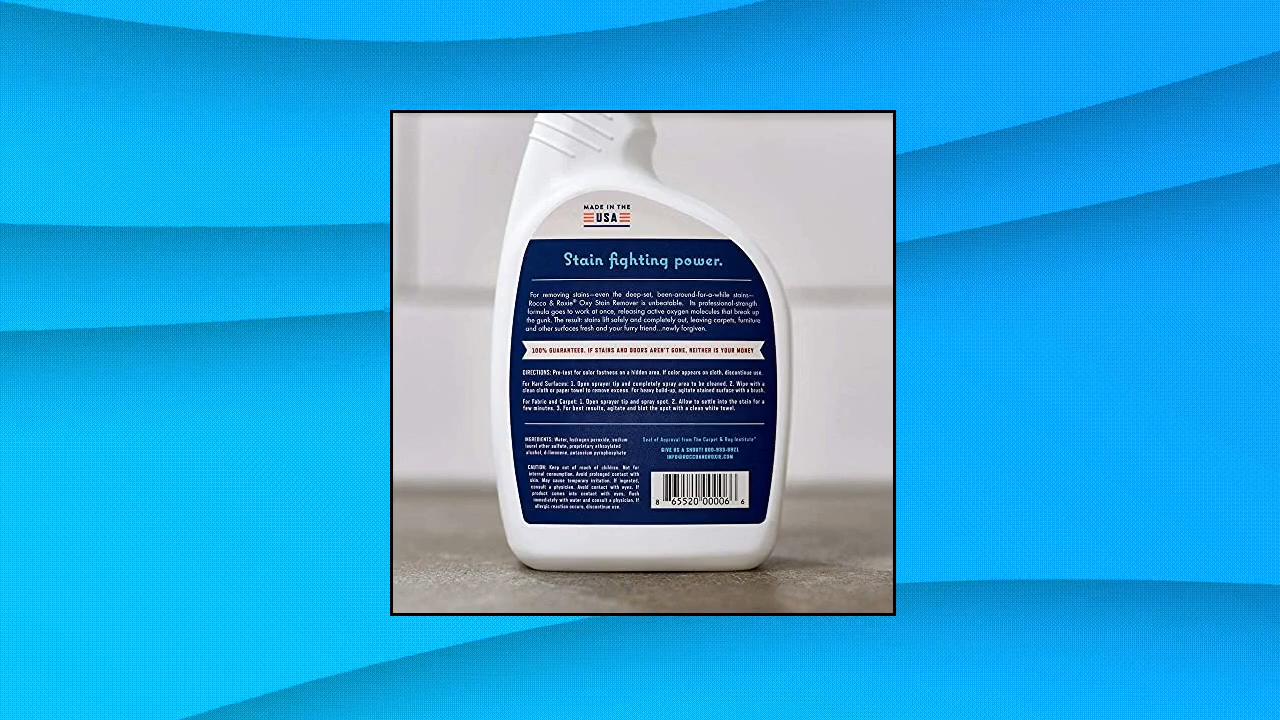 MADE IN THE
USA
Stain fighting power.
For removing stains—even the deep-set, been-around-for-a-while stains—
Rocco & Roxie® Oxy Stain Remover is unbeatable. Its professional-strength
formula goes to work at once, releasing active oxygen molecules that break up
the gunk. The result: stains lift safely and completely out, leaving carpets, furniture
and other surfaces fresh and your furry friend...newly forgiven.
100% GUARANTEED. IF STAINS AND ODORS AREN'T GONE, NEITHER IS YOUR MONEY
DIRECTIONS: Pre-test for color fastness on a hidden area. If color appears on cloth, discontinue use.
For Hard Surfaces: 1. Open sprayer tip and completely spray area to be cleaned. 2. Wipe with a
clean cloth or paper towel to remove excess. For heavy build-up, agitate stained surface with a brush.
For Fabric and Carpet: 1. Open sprayer tip and spray spot. 2. Allow to settle into the stain for a
few minutes. 3. For best results, agitate and blot the spot with a clean white towel.
INGREDIENTS: Water, hydrogen peroxide, sodium
laurel ether sulfate, proprietary ethoxylated
alcohol, d-limonene, potassium pyrophosphate
CAUTION: Keep out of reach of children. Not for
internal consumption. Avoid prolonged contact with
skin. May cause temporary irritation. If ingested,
consult a physician. Avoid contact with eyes. If
product comes into contact with eyes, flush
immediately with water and consult a physician. If
allergic reaction occurs, discontinue use.
Seal of Approval from The Carpet & Rug Institute™
GIVE US A SHOUT!
INFO@ROCCOANDROXIE.COM
8 65520 00006 6